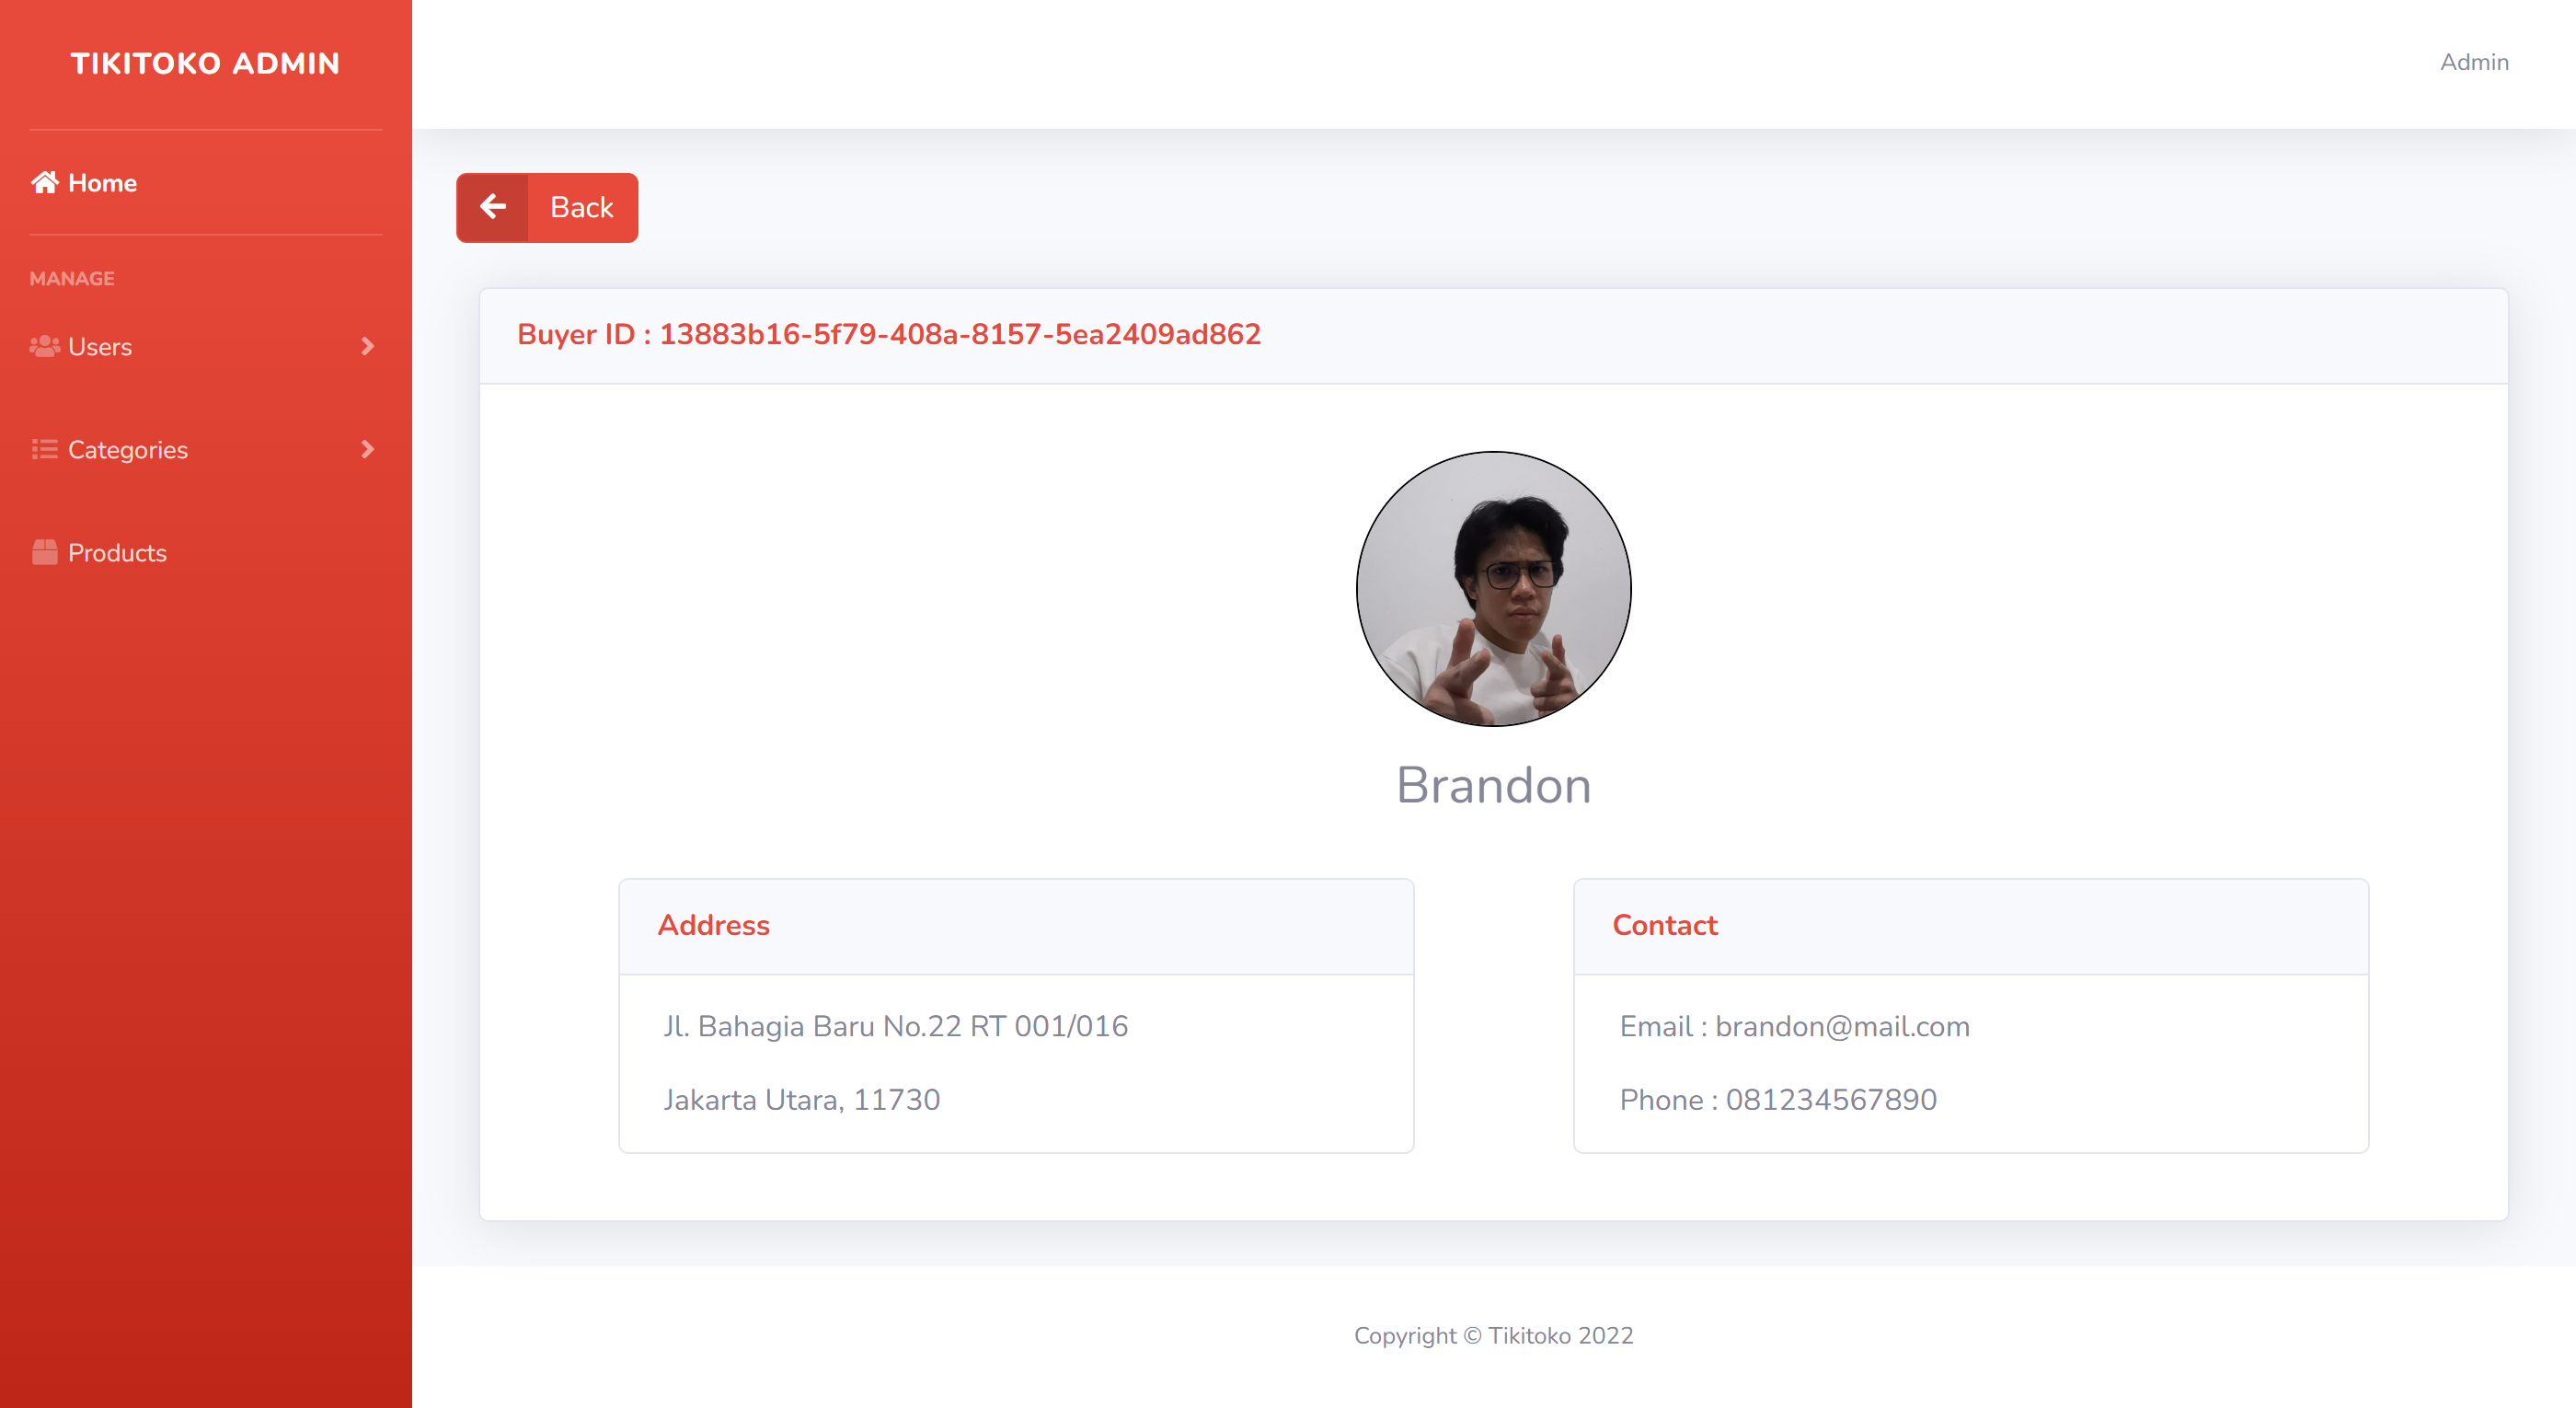 TIKITOKO ADMIN
Admin
Home
Back
MANAGE
Users
Categories
Products
Buyer ID : 13883b16-5f79-408a-8157-5ea2409ad862
Brandon
Address
Jl. Bahagia Baru No.22 RT 001/016
Jakarta Utara, 11730
Contact
Email : brandon@mail.com
Phone : 081234567890
Copyright © Tikitoko 2022